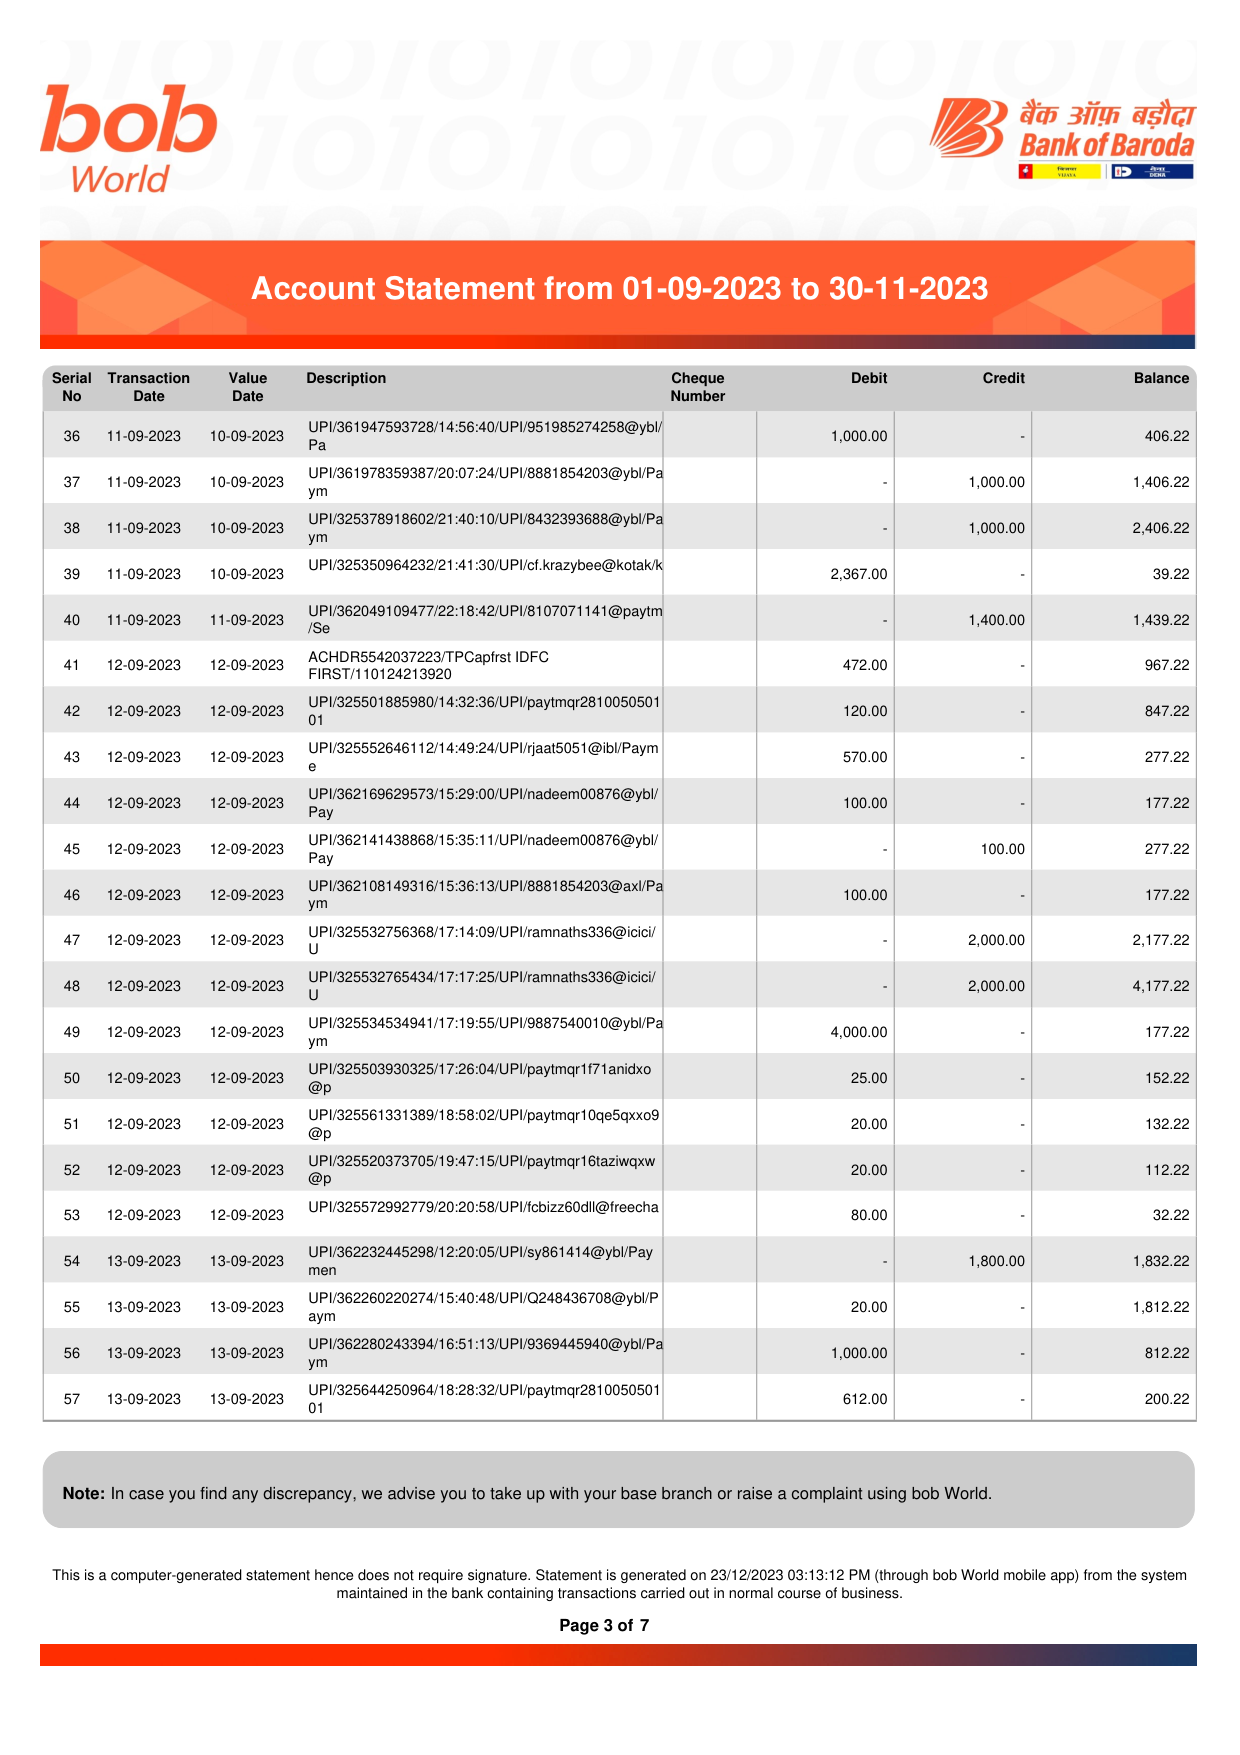 bob
World
बैंक ऑफ़ बड़ौदा
Bank of Baroda
विजया
VIJAYA
देना
DENA
Account Statement from 01-09-2023 to 30-11-2023
Serial No Transaction Date Value Date Description Cheque Number Debit Credit Balance
36 11-09-2023 10-09-2023 UPI/361947593728/14:56:40/UPI/951985274258@ybl/ 1,000.00 - 406.22
Pa
37 11-09-2023 10-09-2023 UPI/361978359387/20:07:24/UPI/8881854203@ybl/Pa - 1,000.00 1,406.22
ym
38 11-09-2023 10-09-2023 UPI/325378918602/21:40:10/UPI/8432393688@ybl/Pa - 1,000.00 2,406.22
ym
39 11-09-2023 10-09-2023 UPI/325350964232/21:41:30/UPI/cf.krazybee@kotak/k 2,367.00 - 39.22
40 11-09-2023 11-09-2023 UPI/362049109477/22:18:42/UPI/8107071141@paytm - 1,400.00 1,439.22
/Se
41 12-09-2023 12-09-2023 ACHDR5542037223/TPCapfrst IDFC 472.00 - 967.22
FIRST/110124213920
42 12-09-2023 12-09-2023 UPI/325501885980/14:32:36/UPI/paytmqr2810050501 120.00 - 847.22
01
43 12-09-2023 12-09-2023 UPI/325552646112/14:49:24/UPI/rjaat5051@ibl/Paym 570.00 - 277.22
e
44 12-09-2023 12-09-2023 UPI/362169629573/15:29:00/UPI/nadeem00876@ybl/ 100.00 - 177.22
Pay
45 12-09-2023 12-09-2023 UPI/362141438868/15:35:11/UPI/nadeem00876@ybl/ - 100.00 277.22
Pay
46 12-09-2023 12-09-2023 UPI/362108149316/15:36:13/UPI/8881854203@axl/Pa 100.00 - 177.22
ym
47 12-09-2023 12-09-2023 UPI/325532756368/17:14:09/UPI/ramnaths336@icici/ - 2,000.00 2,177.22
U
48 12-09-2023 12-09-2023 UPI/325532765434/17:17:25/UPI/ramnaths336@icici/ - 2,000.00 4,177.22
U
49 12-09-2023 12-09-2023 UPI/325534534941/17:19:55/UPI/9887540010@ybl/Pa 4,000.00 - 177.22
ym
50 12-09-2023 12-09-2023 UPI/325503930325/17:26:04/UPI/paytmqr1f71anidxo 25.00 - 152.22
@p
51 12-09-2023 12-09-2023 UPI/325561331389/18:58:02/UPI/paytmqr10qe5qxxo9 20.00 - 132.22
@p
52 12-09-2023 12-09-2023 UPI/325520373705/19:47:15/UPI/paytmqr16taziwqxw 20.00 - 112.22
@p
53 12-09-2023 12-09-2023 UPI/325572992779/20:20:58/UPI/fcbizz60dll@freecha 80.00 - 32.22
54 13-09-2023 13-09-2023 UPI/362232445298/12:20:05/UPI/sy861414@ybl/Pay - 1,800.00 1,832.22
men
55 13-09-2023 13-09-2023 UPI/362260220274/15:40:48/UPI/Q248436708@ybl/P 20.00 - 1,812.22
aym
56 13-09-2023 13-09-2023 UPI/362280243394/16:51:13/UPI/9369445940@ybl/Pa 1,000.00 - 812.22
ym
57 13-09-2023 13-09-2023 UPI/325644250964/18:28:32/UPI/paytmqr2810050501 612.00 - 200.22
01
Note: In case you find any discrepancy, we advise you to take up with your base branch or raise a complaint using bob World.
This is a computer-generated statement hence does not require signature. Statement is generated on 23/12/2023 03:13:12 PM (through bob World mobile app) from the system
maintained in the bank containing transactions carried out in normal course of business.
Page 3 of 7